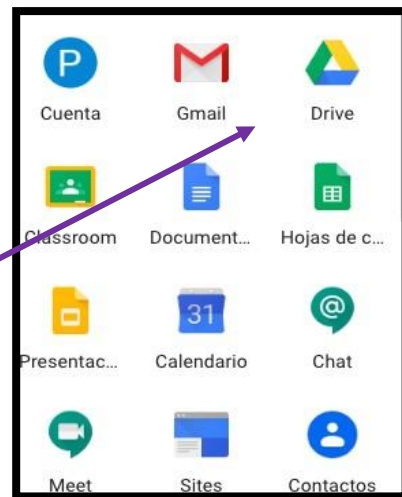 P
Cuenta Gmail Drive
Classroom Document... Hojas de c...
31
@
Presentac... Calendario Chat
Meet Sites Contactos